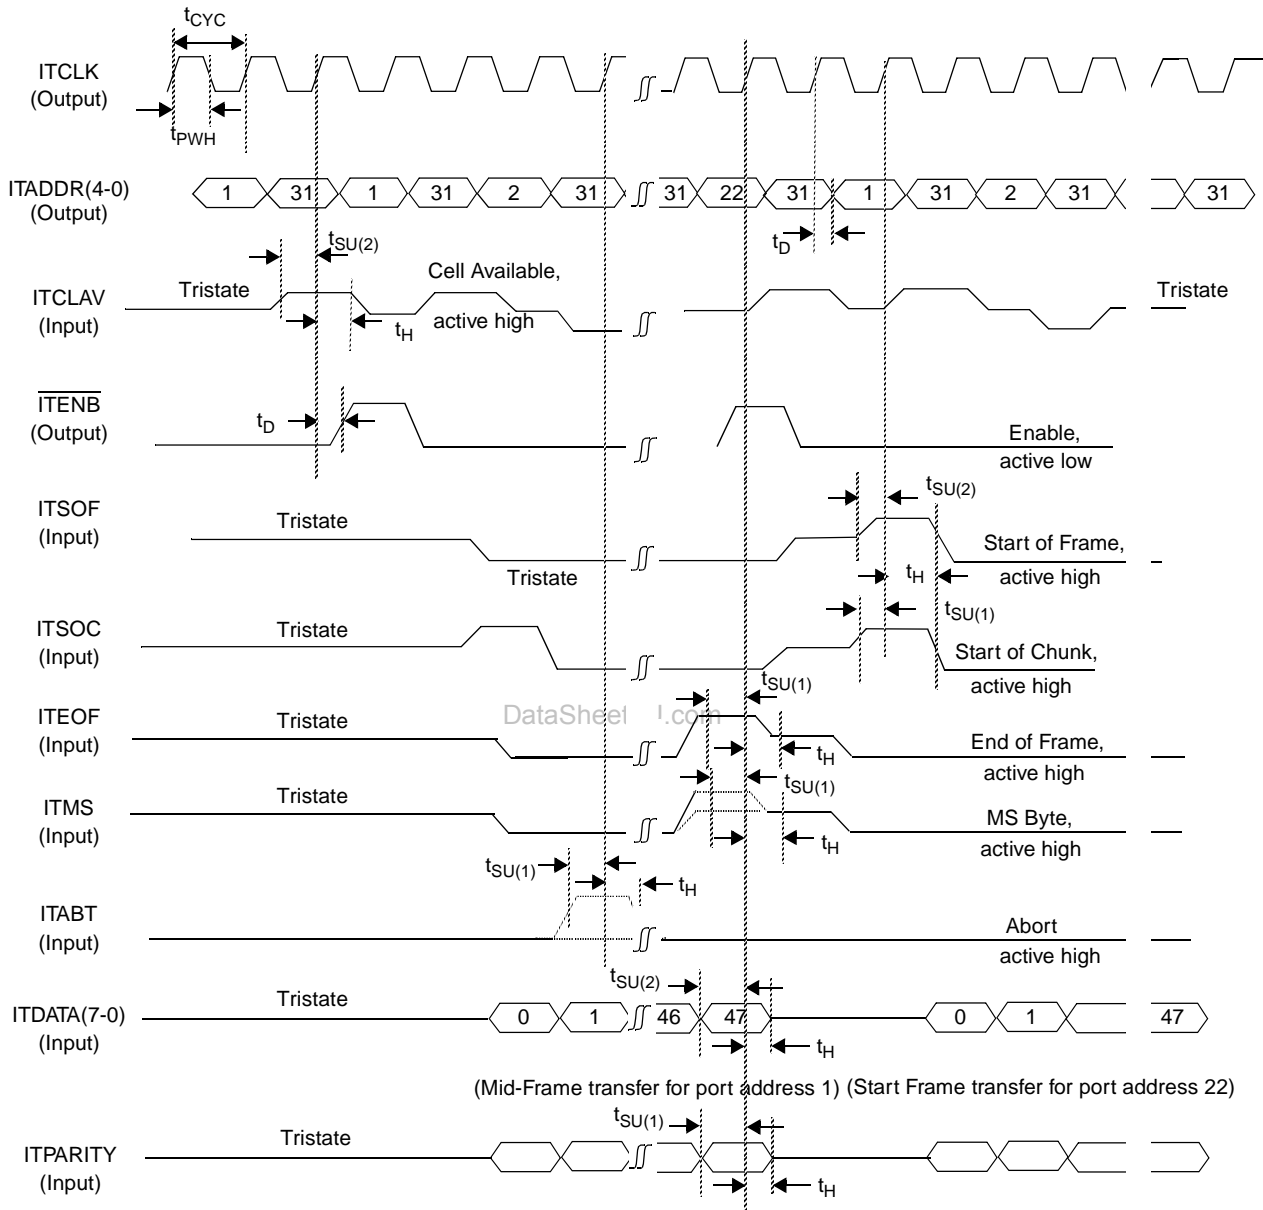 tCYC
ITCLK
(Output)
tPWH
ITADDR(4-0)
(Output)
1 31 1 31 2 31 31 22 31 1 31 2 31 31
tSU(2)
tD
ITCLAV
(Input)
Tristate
Cell Available,
active high
tH
Tristate
ITENB
(Output)
tD
Enable,
active low
ITSOF
(Input)
Tristate
Tristate
tSU(2)
Start of Frame,
active high
tH
ITSOC
(Input)
Tristate
tSU(1)
Start of Chunk,
active high
ITEOF
(Input)
Tristate
tSU(1)
tH
End of Frame,
active high
ITMS
(Input)
Tristate
tSU(1)
tH
MS Byte,
active high
ITABT
(Input)
tSU(1)
tH
Abort
active high
ITDATA(7-0)
(Input)
Tristate
tSU(2)
0 1 46 47 0 1 47
tH
(Mid-Frame transfer for port address 1) (Start Frame transfer for port address 22)
ITPARITY
(Input)
Tristate
tSU(1)
tH